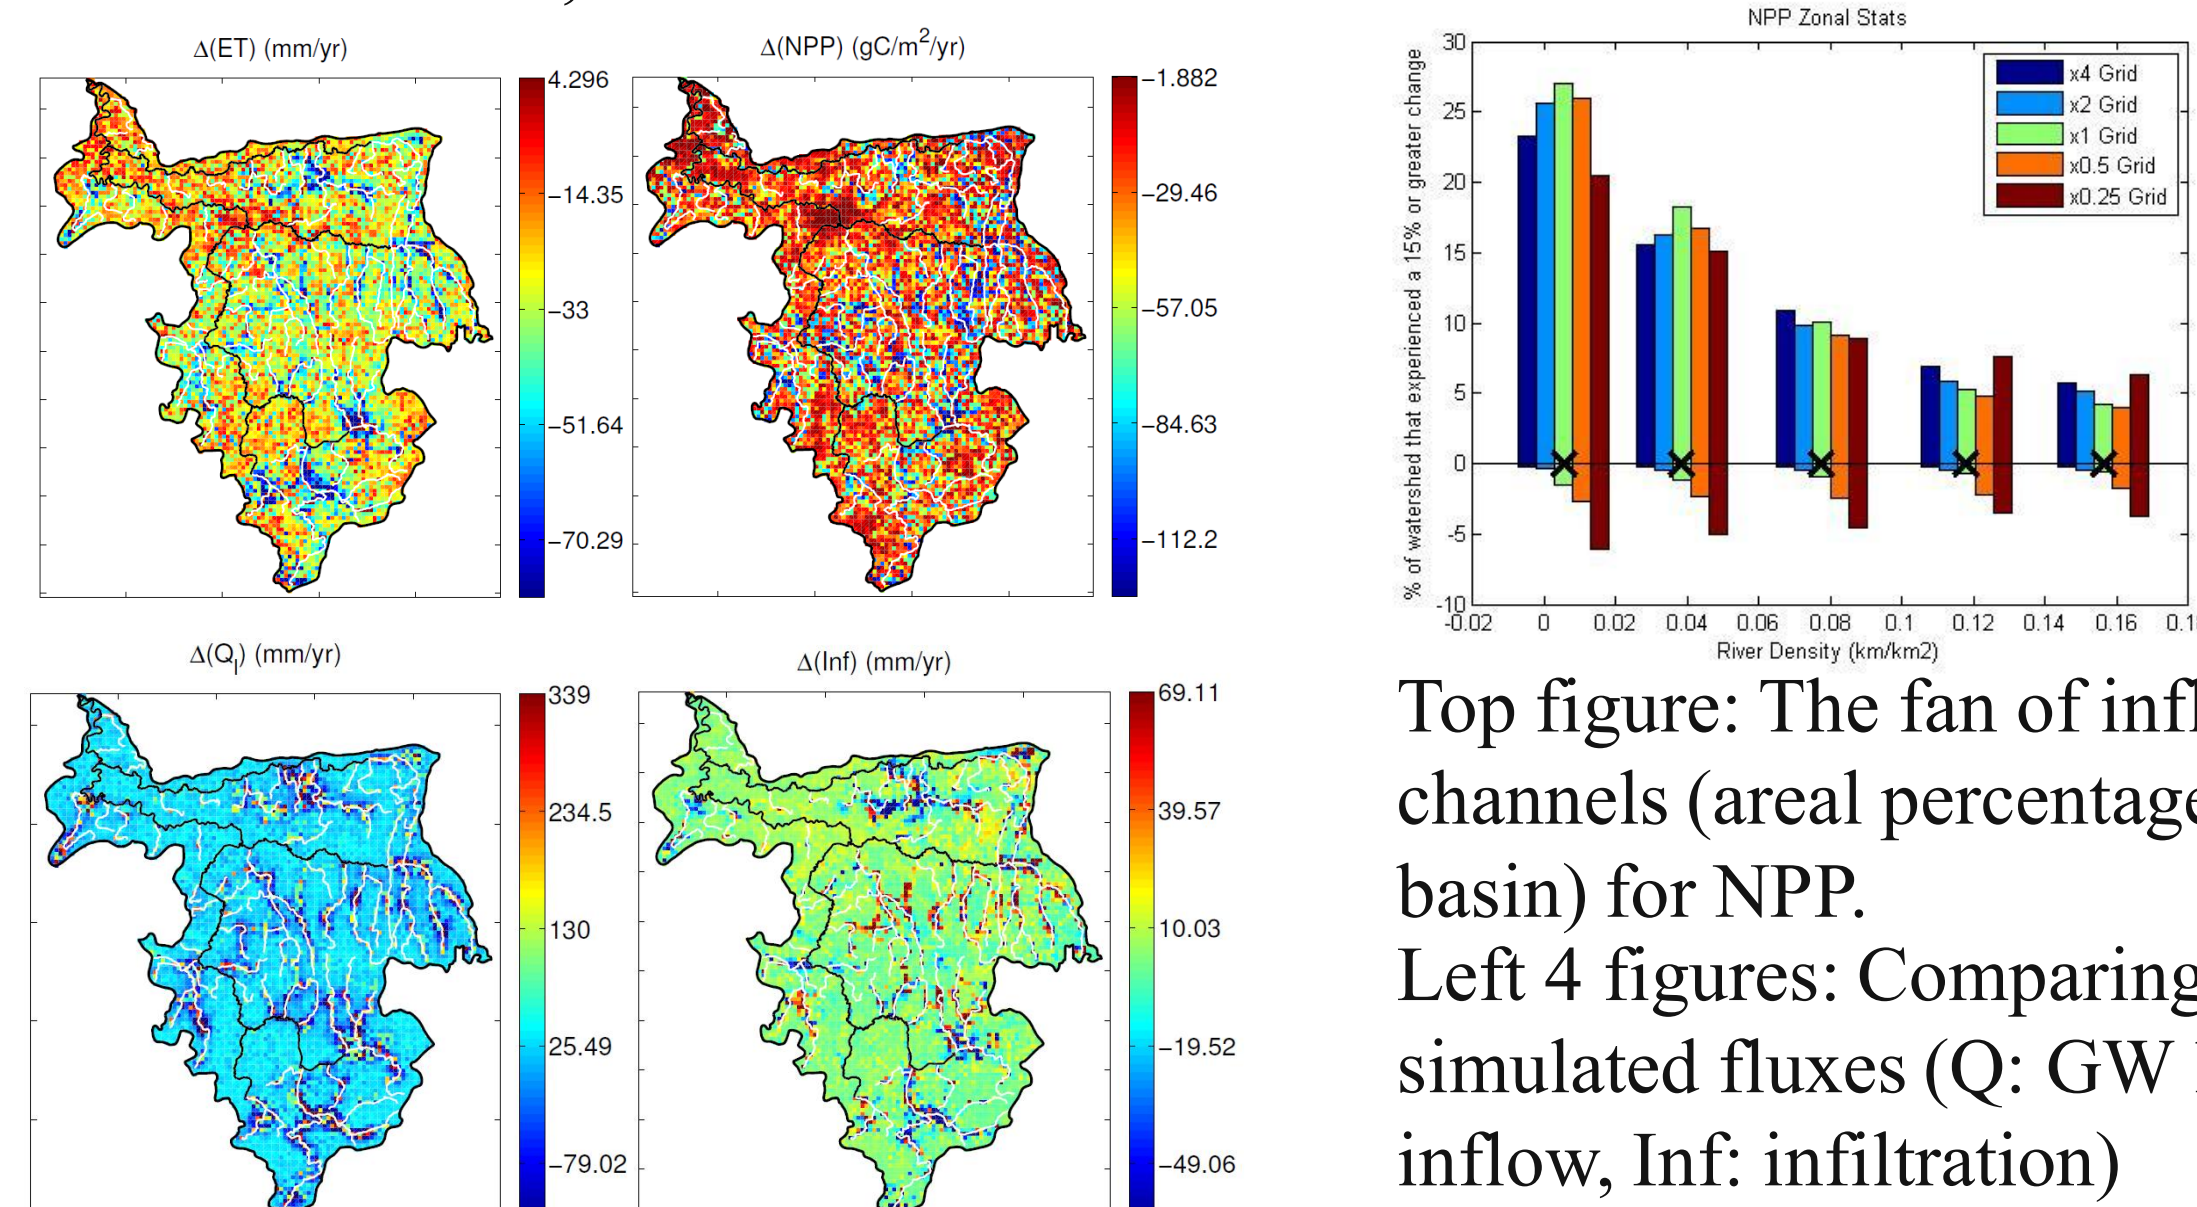 Δ(ET) (mm/yr)
4.296
−14.35
−33
−51.64
−70.29
Δ(NPP) (gC/m²/yr)
−1.882
−29.46
−57.05
−84.63
−112.2
Δ(Q_l) (mm/yr)
339
234.5
130
25.49
−79.02
Δ(Inf) (mm/yr)
69.11
39.57
10.03
−19.52
−49.06
NPP Zonal Stats
% of watershed that experienced a 15% or greater change
30
25
20
15
10
5
0
-5
-10
x4 Grid
x2 Grid
x1 Grid
x0.5 Grid
x0.25 Grid
-0.02 0 0.02 0.04 0.06 0.08 0.1 0.12 0.14 0.16
River Density (km/km2)
Top figure: The fan of
channels (areal percentage
basin) for NPP.
Left 4 figures: Comparing
simulated fluxes (Q: GW
inflow, Inf: infiltration)